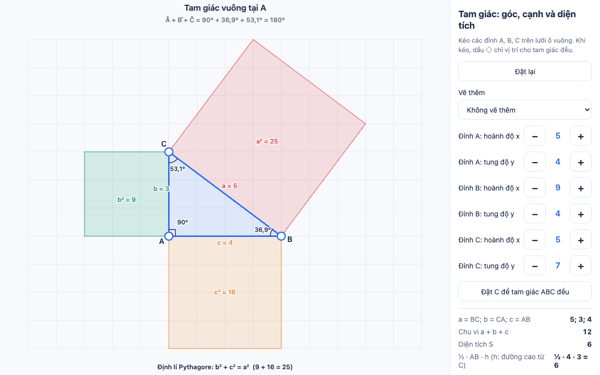 Tam giác vuông tại A
Â + B̂ + Ĉ = 90° + 36,9° + 53,1° = 180°
C
53,1°
a² = 25
b = 3
a = 5
b² = 9
90°
36,9°
A
B
c = 4
c² = 16
Định lí Pythagore: b² + c² = a² (9 + 16 = 25)
Tam giác: góc, cạnh và diện
tích
Kéo các đỉnh A, B, C trên lưới ô vuông. Khi
kéo, dấu ◇ chỉ vị trí cho tam giác đều.
Đặt lại
Vẽ thêm
Không vẽ thêm
Đỉnh A: hoành độ x − 5 +
Đỉnh A: tung độ y − 4 +
Đỉnh B: hoành độ x − 9 +
Đỉnh B: tung độ y − 4 +
Đỉnh C: hoành độ x − 5 +
Đỉnh C: tung độ y − 7 +
Đặt C để tam giác ABC đều
a = BC; b = CA; c = AB 5; 3; 4
Chu vi a + b + c 12
Diện tích S 6
½ · AB · h (h: đường cao từ ½ · 4 · 3 =
C) 6